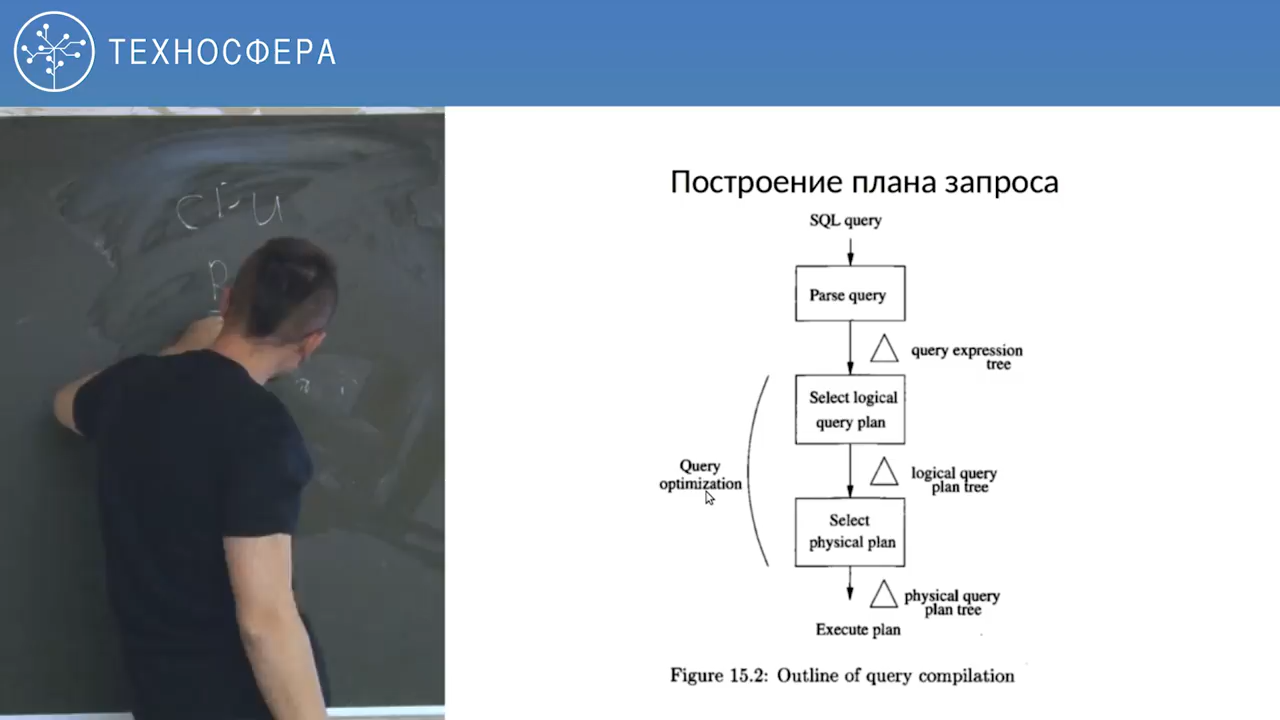 ТЕХНОСФЕРА
CPU
Построение плана запроса
SQL query
Parse query
query expression
tree
Select logical
query plan
Query
optimization
logical query
plan tree
Select
physical plan
physical query
plan tree
Execute plan
Figure 15.2: Outline of query compilation